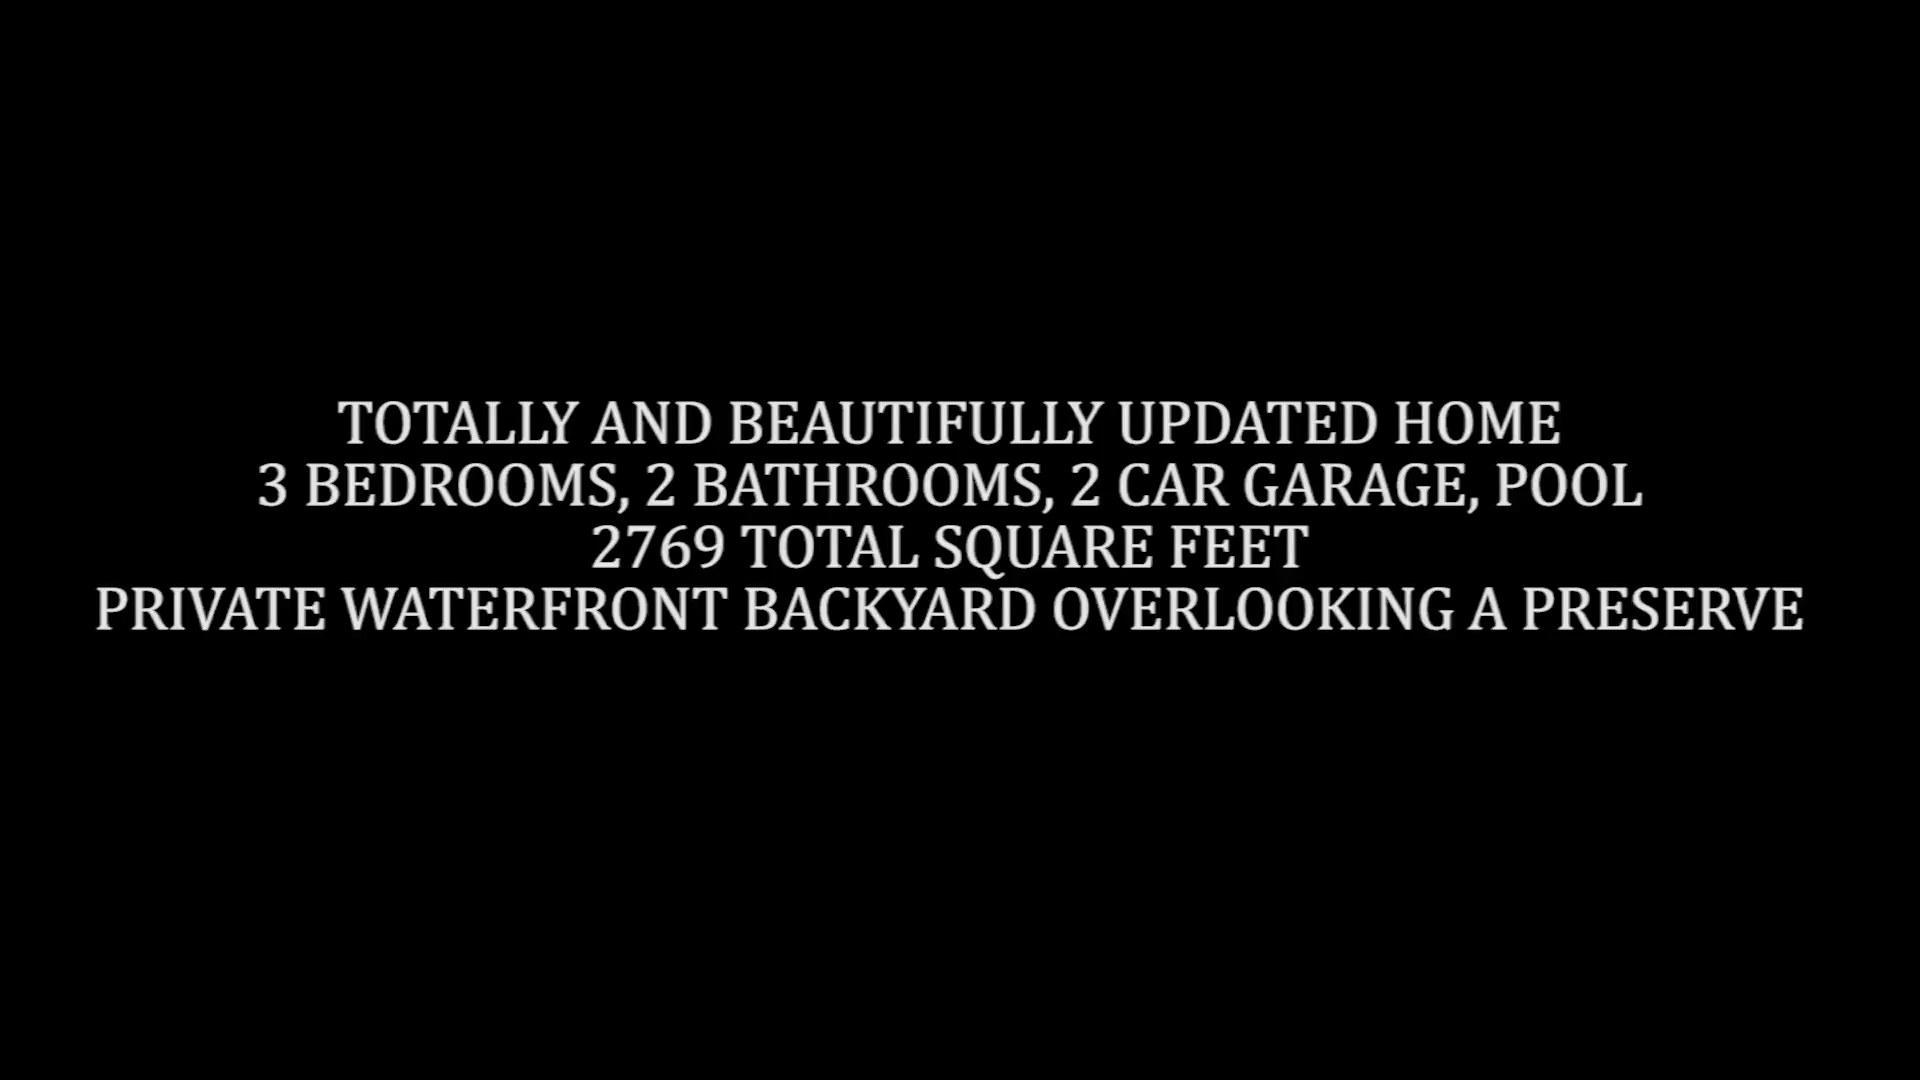 TOTALLY AND BEAUTIFULLY UPDATED HOME
3 BEDROOMS, 2 BATHROOMS, 2 CAR GARAGE, POOL
2769 TOTAL SQUARE FEET
PRIVATE WATERFRONT BACKYARD OVERLOOKING A PRESERVE